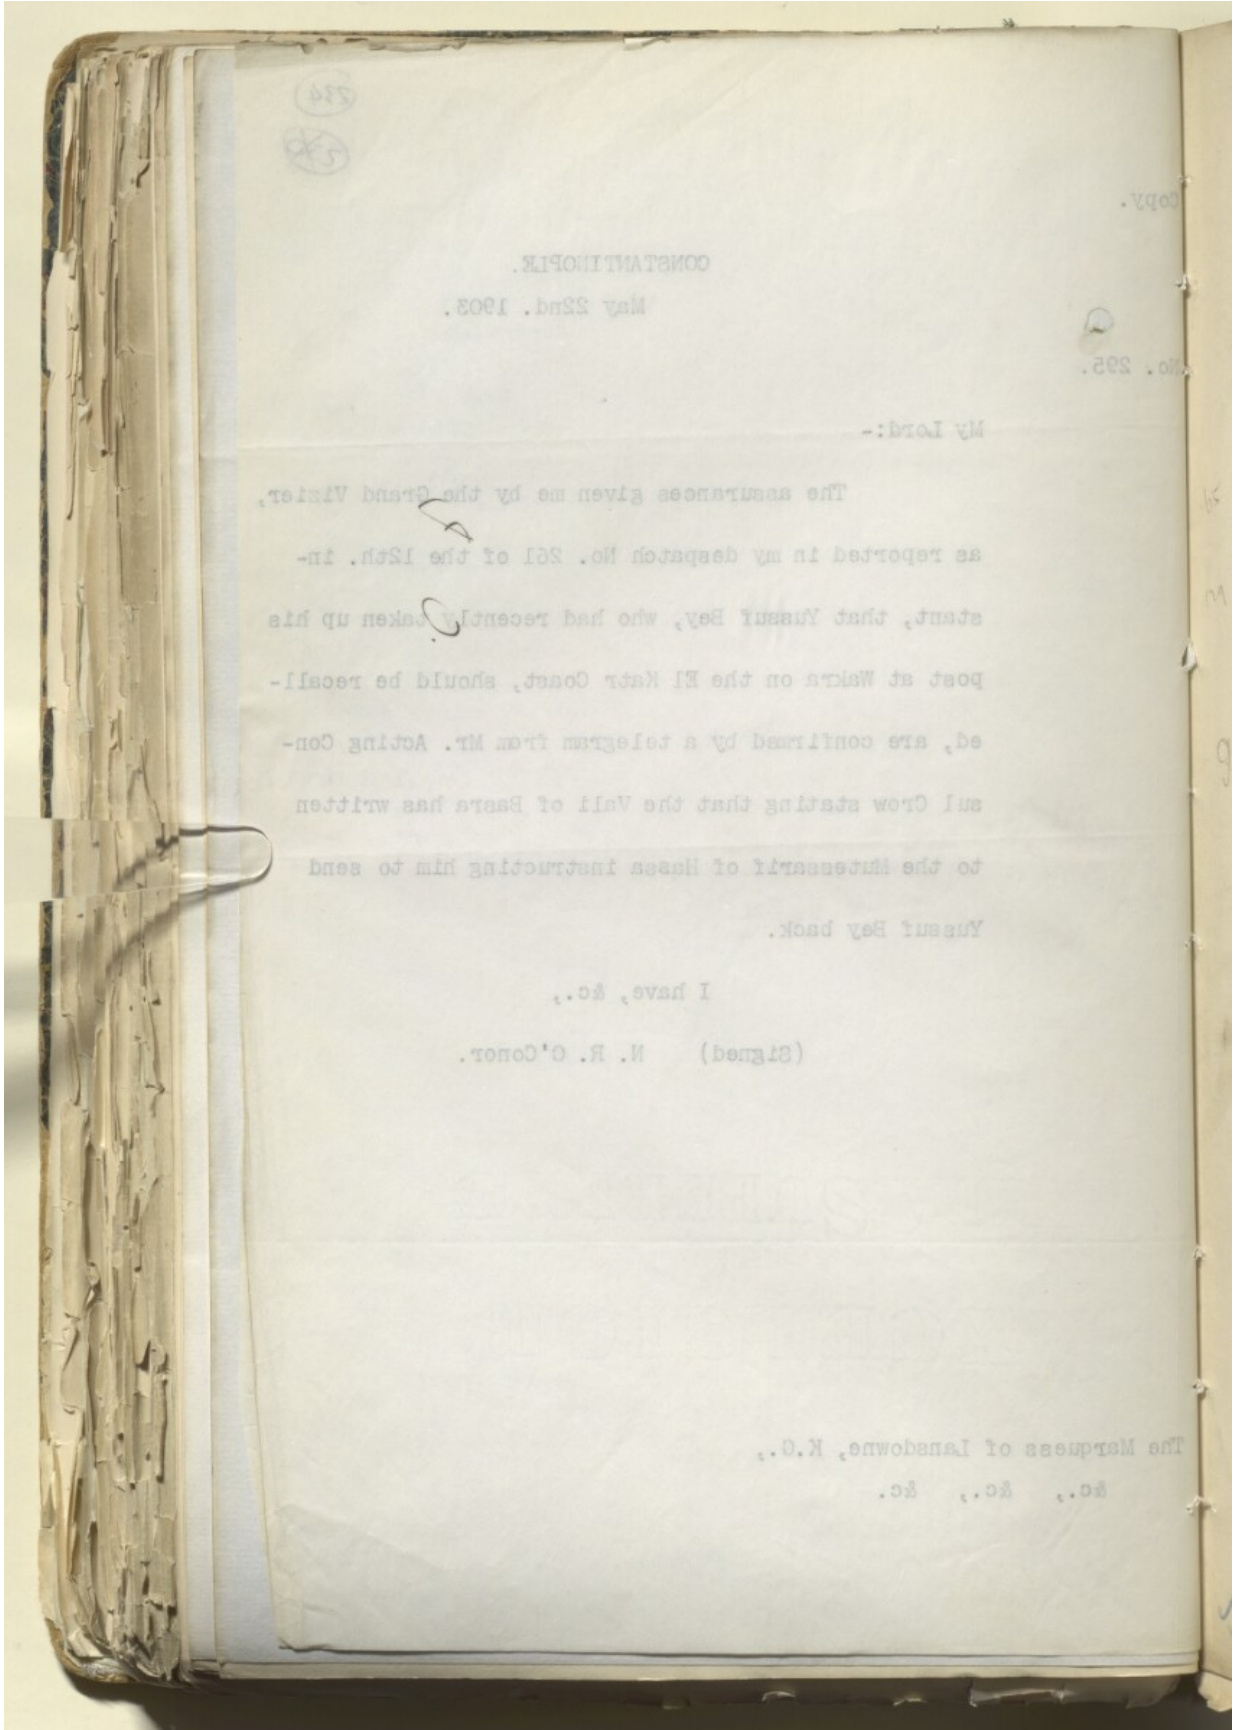 234
Copy.
CONSTANTINOPLE.
May 22nd. 1903.
No. 295.
My Lord:-
The assurances given me by the Grand Vizier,
as reported in my despatch No. 261 of the 12th. in-
stant, that Yussuf Bey, who had recently taken up his
post at Wakra on the El Katr Coast, should be recall-
ed, are confirmed by a telegram from Mr. Acting Con-
sul Crow stating that the Vali of Basra has written
to the Mutessarif of Hassa instructing him to send
Yussuf Bey back.
I have, &c.,
(Signed) N. R. O'Conor.
The Marquess of Lansdowne, K.G.,
&c., &c., &c.